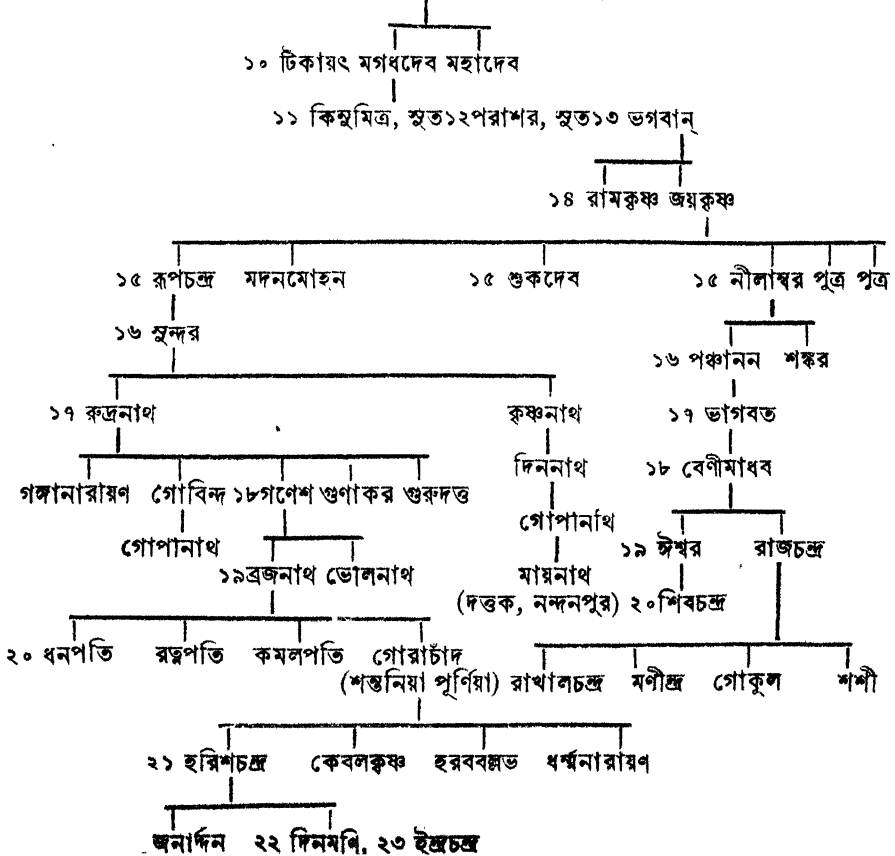 ১০ টিকায়ৎ মগধদেব মহাদেব
১১ কিন্থমিত্র, সুত১২পরাশর, সুত১৩ ভগবান্
১৪ রামকৃষ্ণ জয়কৃষ্ণ
১৫ রূপচন্দ্র মদনমোহন ১৫ শুকদেব ১৫ নীলাম্বর পুত্র পুত্র
১৬ সুন্দর
১৬ পঞ্চানন শঙ্কর
১৭ রুদ্রনাথ কৃষ্ণনাথ ১৭ ভাগবত
দিননাথ ১৮ বেণীমাধব
গঙ্গানারায়ণ গোবিন্দ ১৮গণেশ গুণাকর গুরুদত্ত
গোপীনাথ
গোপানাথ ১৯ ঈশ্বর রাজচন্দ্র
১৯ব্রজনাথ ভোলনাথ মায়নাথ
(দত্তক, নন্দনপুর) ২০শিবচন্দ্র
২০ ধনপতি রত্নপতি কমলপতি গোরাচাঁদ
(শন্তনিয়া পূর্ণিয়া) রাখালচন্দ্র মণীন্দ্র গোকুল শশী
২১ হরিশচন্দ্র কেবলকৃষ্ণ হরববল্লভ ধর্ম্মনারায়ণ
জনার্দ্দন ২২ দিনমণি, ২৩ ইন্দ্রচন্দ্র